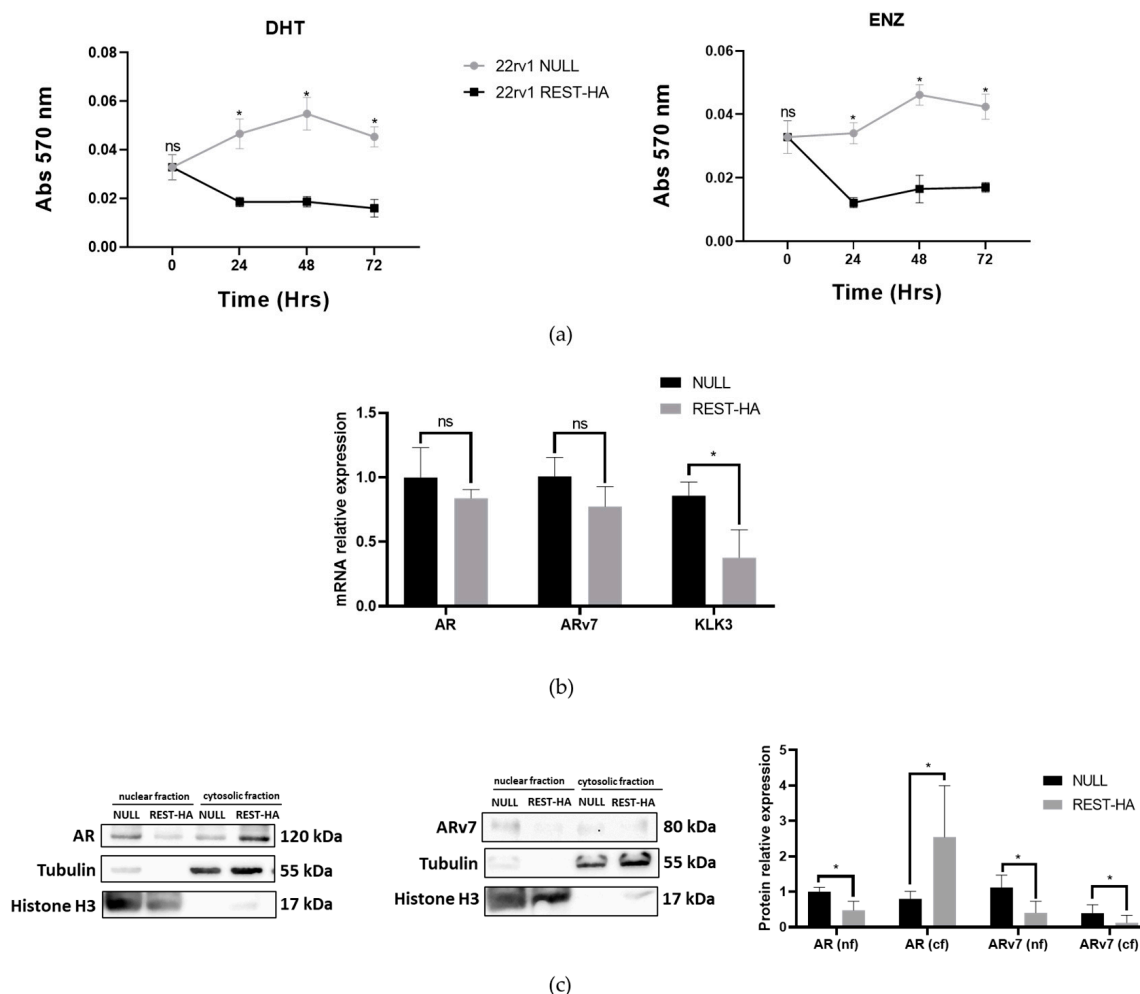 DHT
ENZ
0.08
0.06
0.04
0.02
0.00
Abs 570 nm
ns
*
*
*
0
24
48
72
Time (Hrs)
22rv1 NULL
22rv1 REST-HA
0.06
0.04
0.02
0.00
Abs 570 nm
ns
*
*
*
0
24
48
72
Time (Hrs)
(a)
NULL
REST-HA
mRNA relative expression
1.5
1.0
0.5
0.0
ns
ns
*
AR
ARv7
KLK3
(b)
nuclear fraction
cytosolic fraction
NULL
REST-HA
NULL
REST-HA
AR
120 kDa
Tubulin
55 kDa
Histone H3
17 kDa
nuclear fraction
cytosolic fraction
NULL
REST-HA
NULL
REST-HA
ARv7
80 kDa
Tubulin
55 kDa
Histone H3
17 kDa
Protein relative expression
5
4
3
2
1
0
*
*
*
*
NULL
REST-HA
AR (nf)
AR (cf)
ARv7 (nf)
ARv7 (cf)
(c)